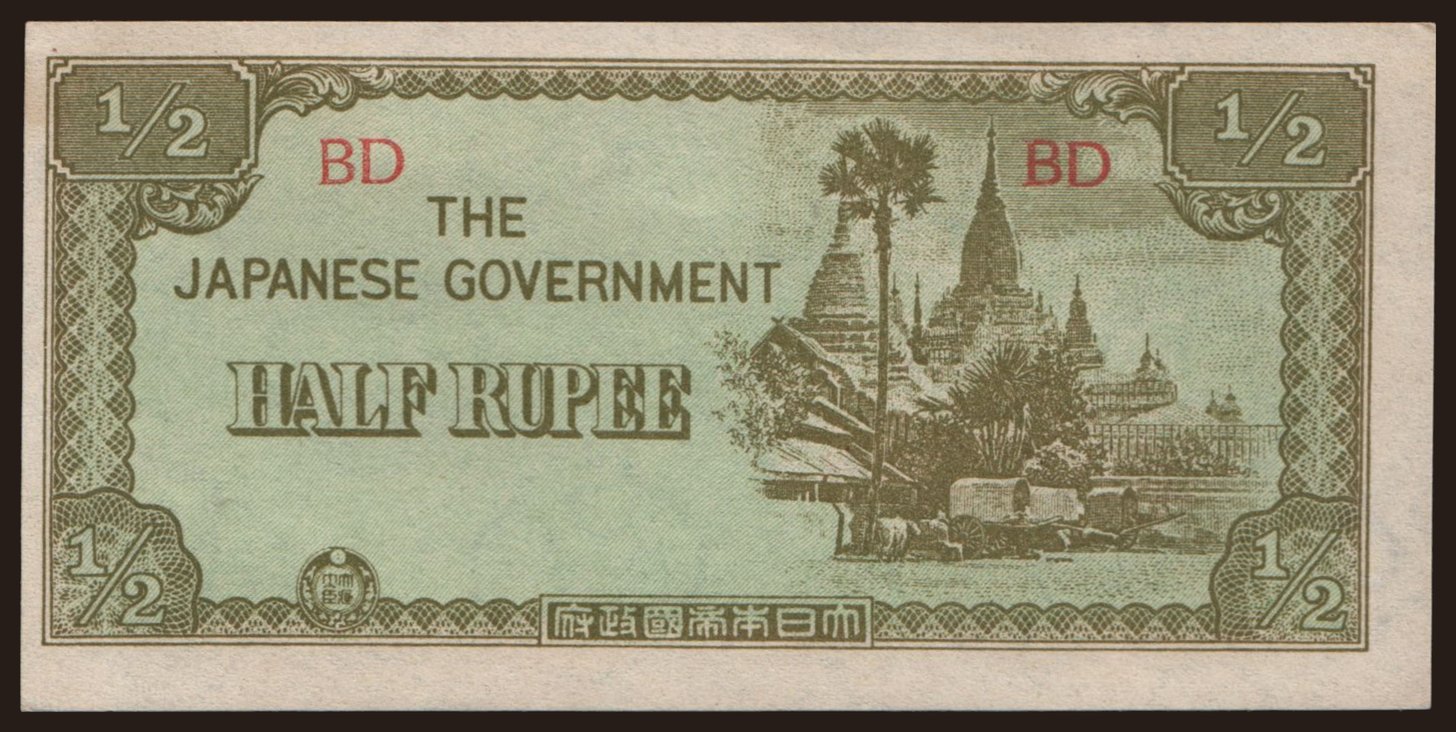 1/2
1/2
BD
BD
THE
JAPANESE GOVERNMENT
HALF RUPEE
1/2
1/2
府政國帝本日大